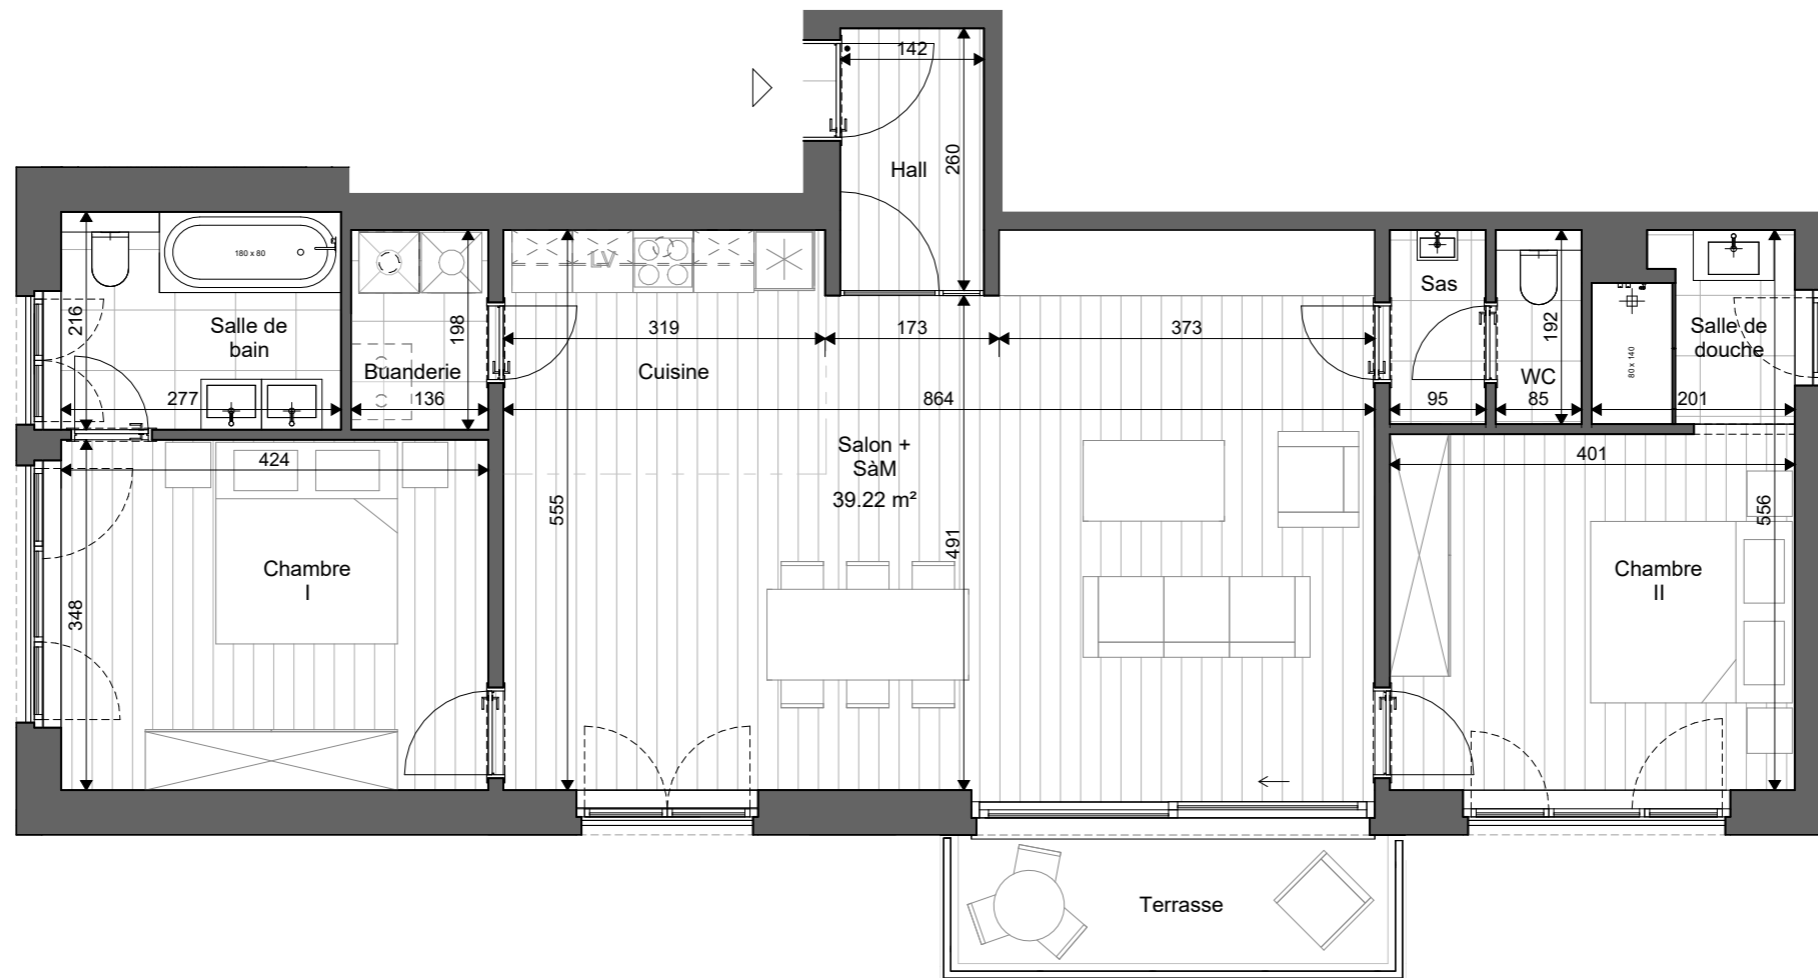 142
Hall
260
180 x 80
216
Salle de
bain
277
Buanderie
198
136
LV
319
173
373
Cuisine
864
Sas
95
WC
192
85
80 x 140
Salle de
douche
201
424
Chambre
I
348
555
Salon +
SàM
39.22 m²
491
401
Chambre
II
556
Terrasse